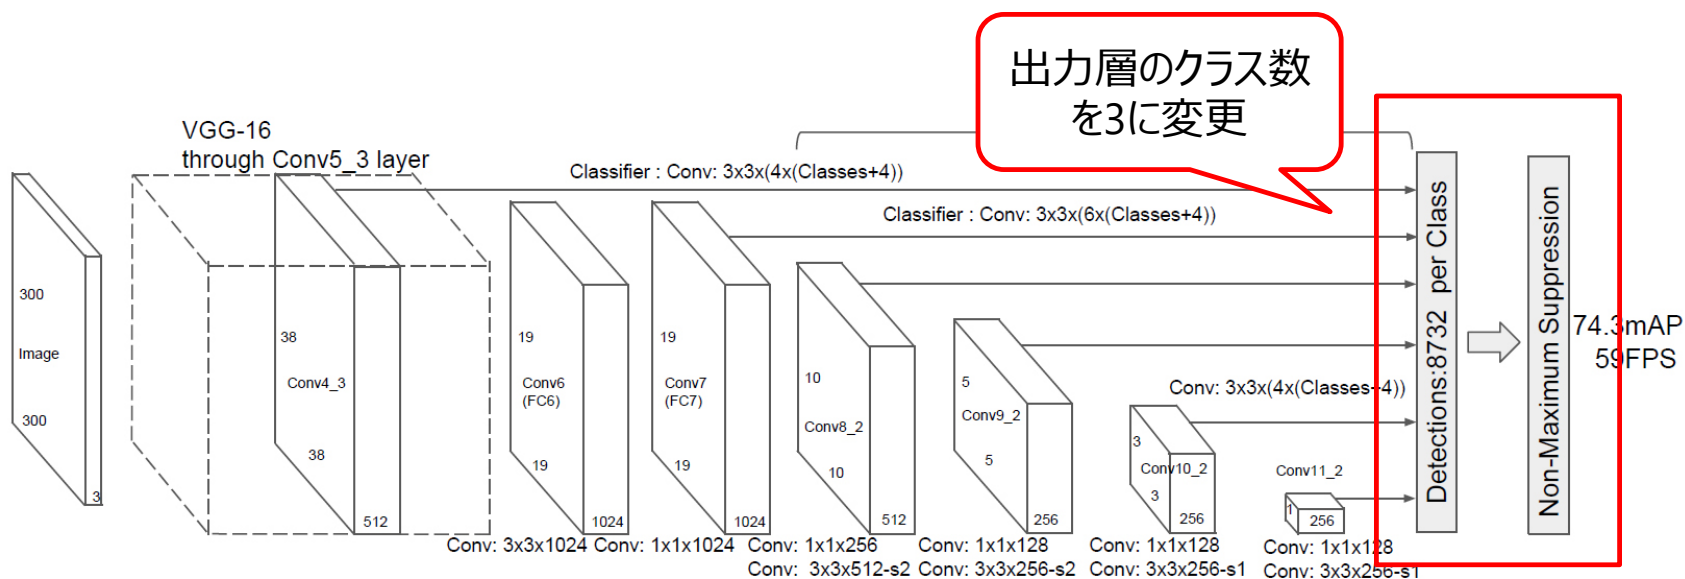 出力層のクラス数
を3に変更
VGG-16
through Conv5_3 layer
Classifier : Conv: 3x3x(4x(Classes+4))
Classifier : Conv: 3x3x(6x(Classes+4))
300
Image
300
3
38
Conv4_3
38
512
19
Conv6
(FC6)
19
1024
19
Conv7
(FC7)
19
1024
10
Conv8_2
10
512
5
Conv9_2
5
256
Conv: 3x3x(4x(Classes+4))
3
Conv10_2
3
256
Conv11_2
1
256
Detections:8732 per Class
Non-Maximum Suppression
74.3mAP
59FPS
Conv: 3x3x1024 Conv: 1x1x1024 Conv: 1x1x256 Conv: 1x1x128 Conv: 1x1x128 Conv: 1x1x128
Conv: 3x3x512-s2 Conv: 3x3x256-s2 Conv: 3x3x256-s1 Conv: 3x3x256-s1